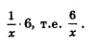 1/x · 6, т.е. 6/x.